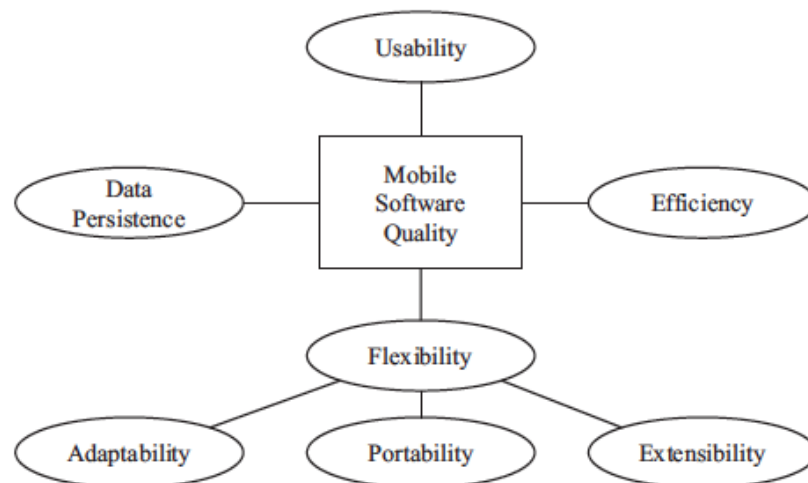 Usability
Data
Persistence
Mobile
Software
Quality
Efficiency
Flexibility
Adaptability
Portability
Extensibility